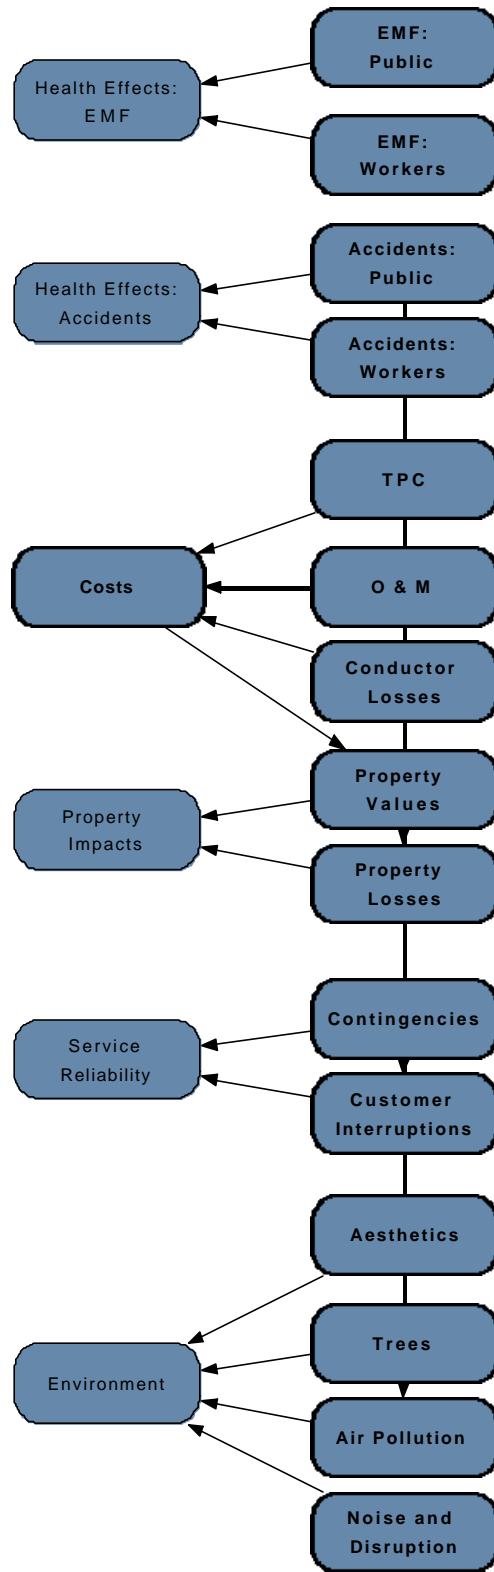 EMF:
Public
Health Effects:
EMF
EMF:
Workers
Accidents:
Public
Health Effects:
Accidents
Accidents:
Workers
TPC
Costs
O & M
Conductor
Losses
Property
Values
Property
Impacts
Property
Losses
Contingencies
Service
Reliability
Customer
Interruptions
Aesthetics
Trees
Environment
Air Pollution
Noise and
Disruption